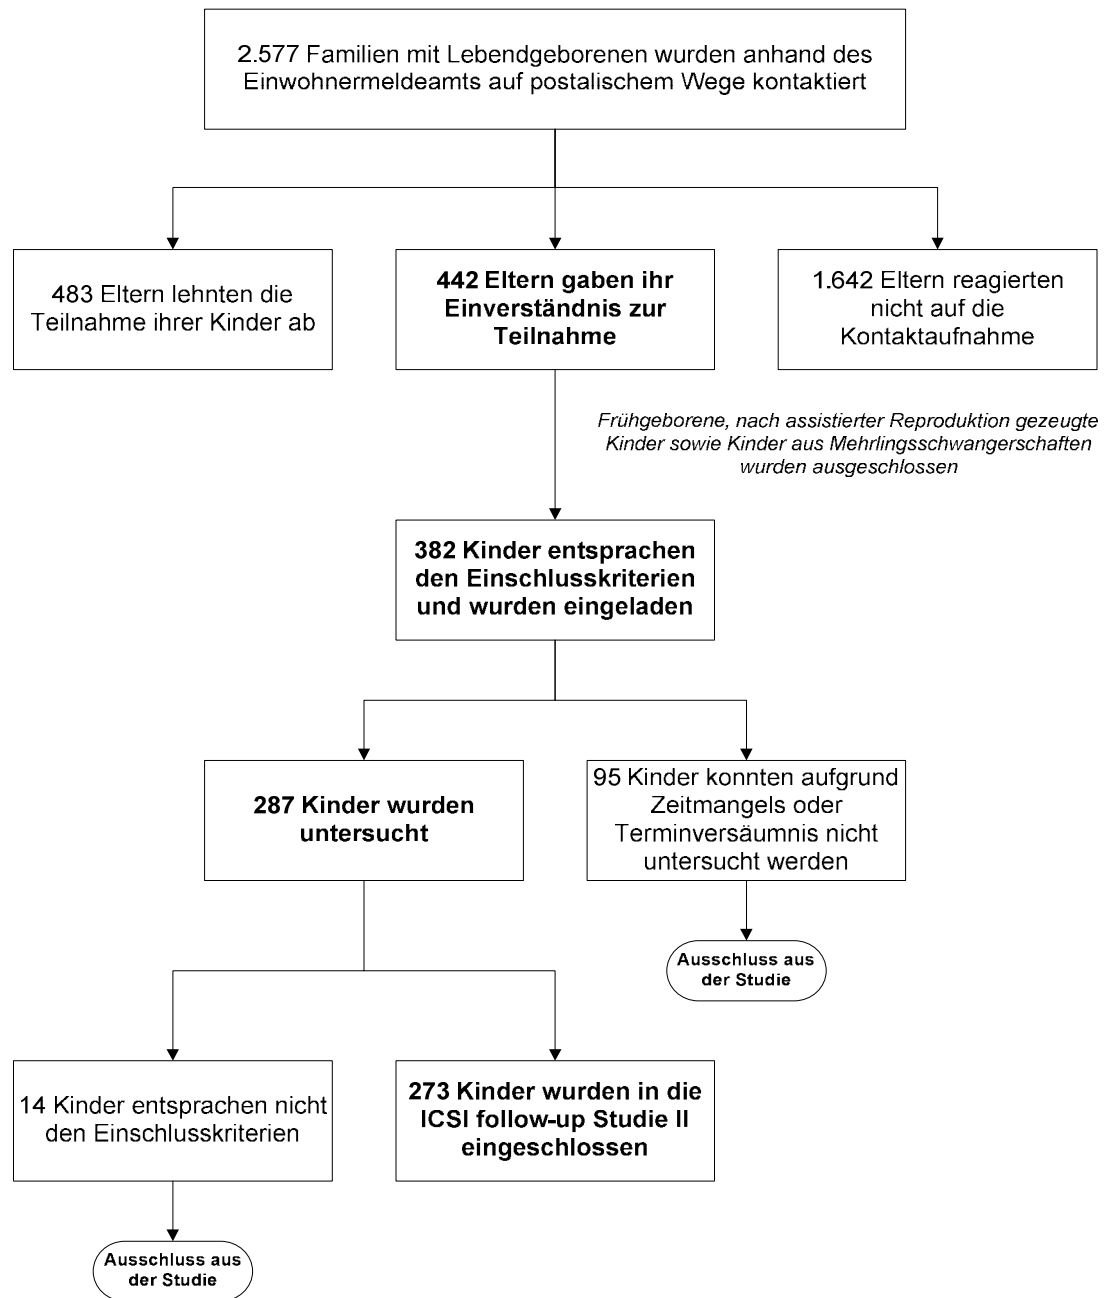 2.577 Familien mit Lebendgeborenen wurden anhand des
Einwohnermeldeamts auf postalischem Wege kontaktiert
483 Eltern lehnten die
Teilnahme ihrer Kinder ab
442 Eltern gaben ihr
Einverständnis zur
Teilnahme
1.642 Eltern reagierten
nicht auf die
Kontaktaufnahme
Frühgeborene, nach assistierter Reproduktion gezeugte
Kinder sowie Kinder aus Mehrlingsschwangerschaften
wurden ausgeschlossen
382 Kinder entsprachen
den Einschlusskriterien
und wurden eingeladen
287 Kinder wurden
untersucht
95 Kinder konnten aufgrund
Zeitmangels oder
Terminversäumnis nicht
untersucht werden
Ausschluss aus
der Studie
14 Kinder entsprachen nicht
den Einschlusskriterien
273 Kinder wurden in die
ICSI follow-up Studie II
eingeschlossen
Ausschluss aus
der Studie